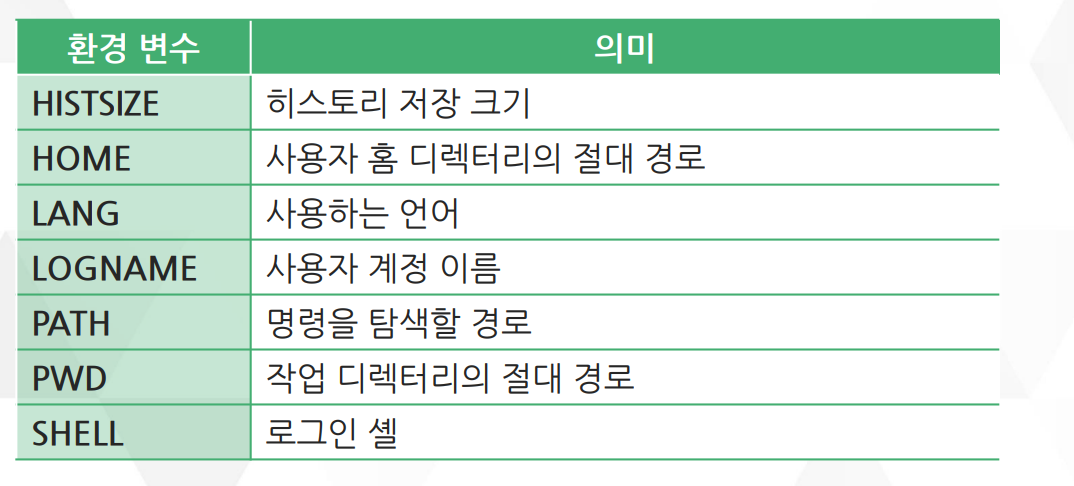 환경 변수 의미
HISTSIZE 히스토리 저장 크기
HOME 사용자 홈 디렉터리의 절대 경로
LANG 사용하는 언어
LOGNAME 사용자 계정 이름
PATH 명령을 탐색할 경로
PWD 작업 디렉터리의 절대 경로
SHELL 로그인 셸